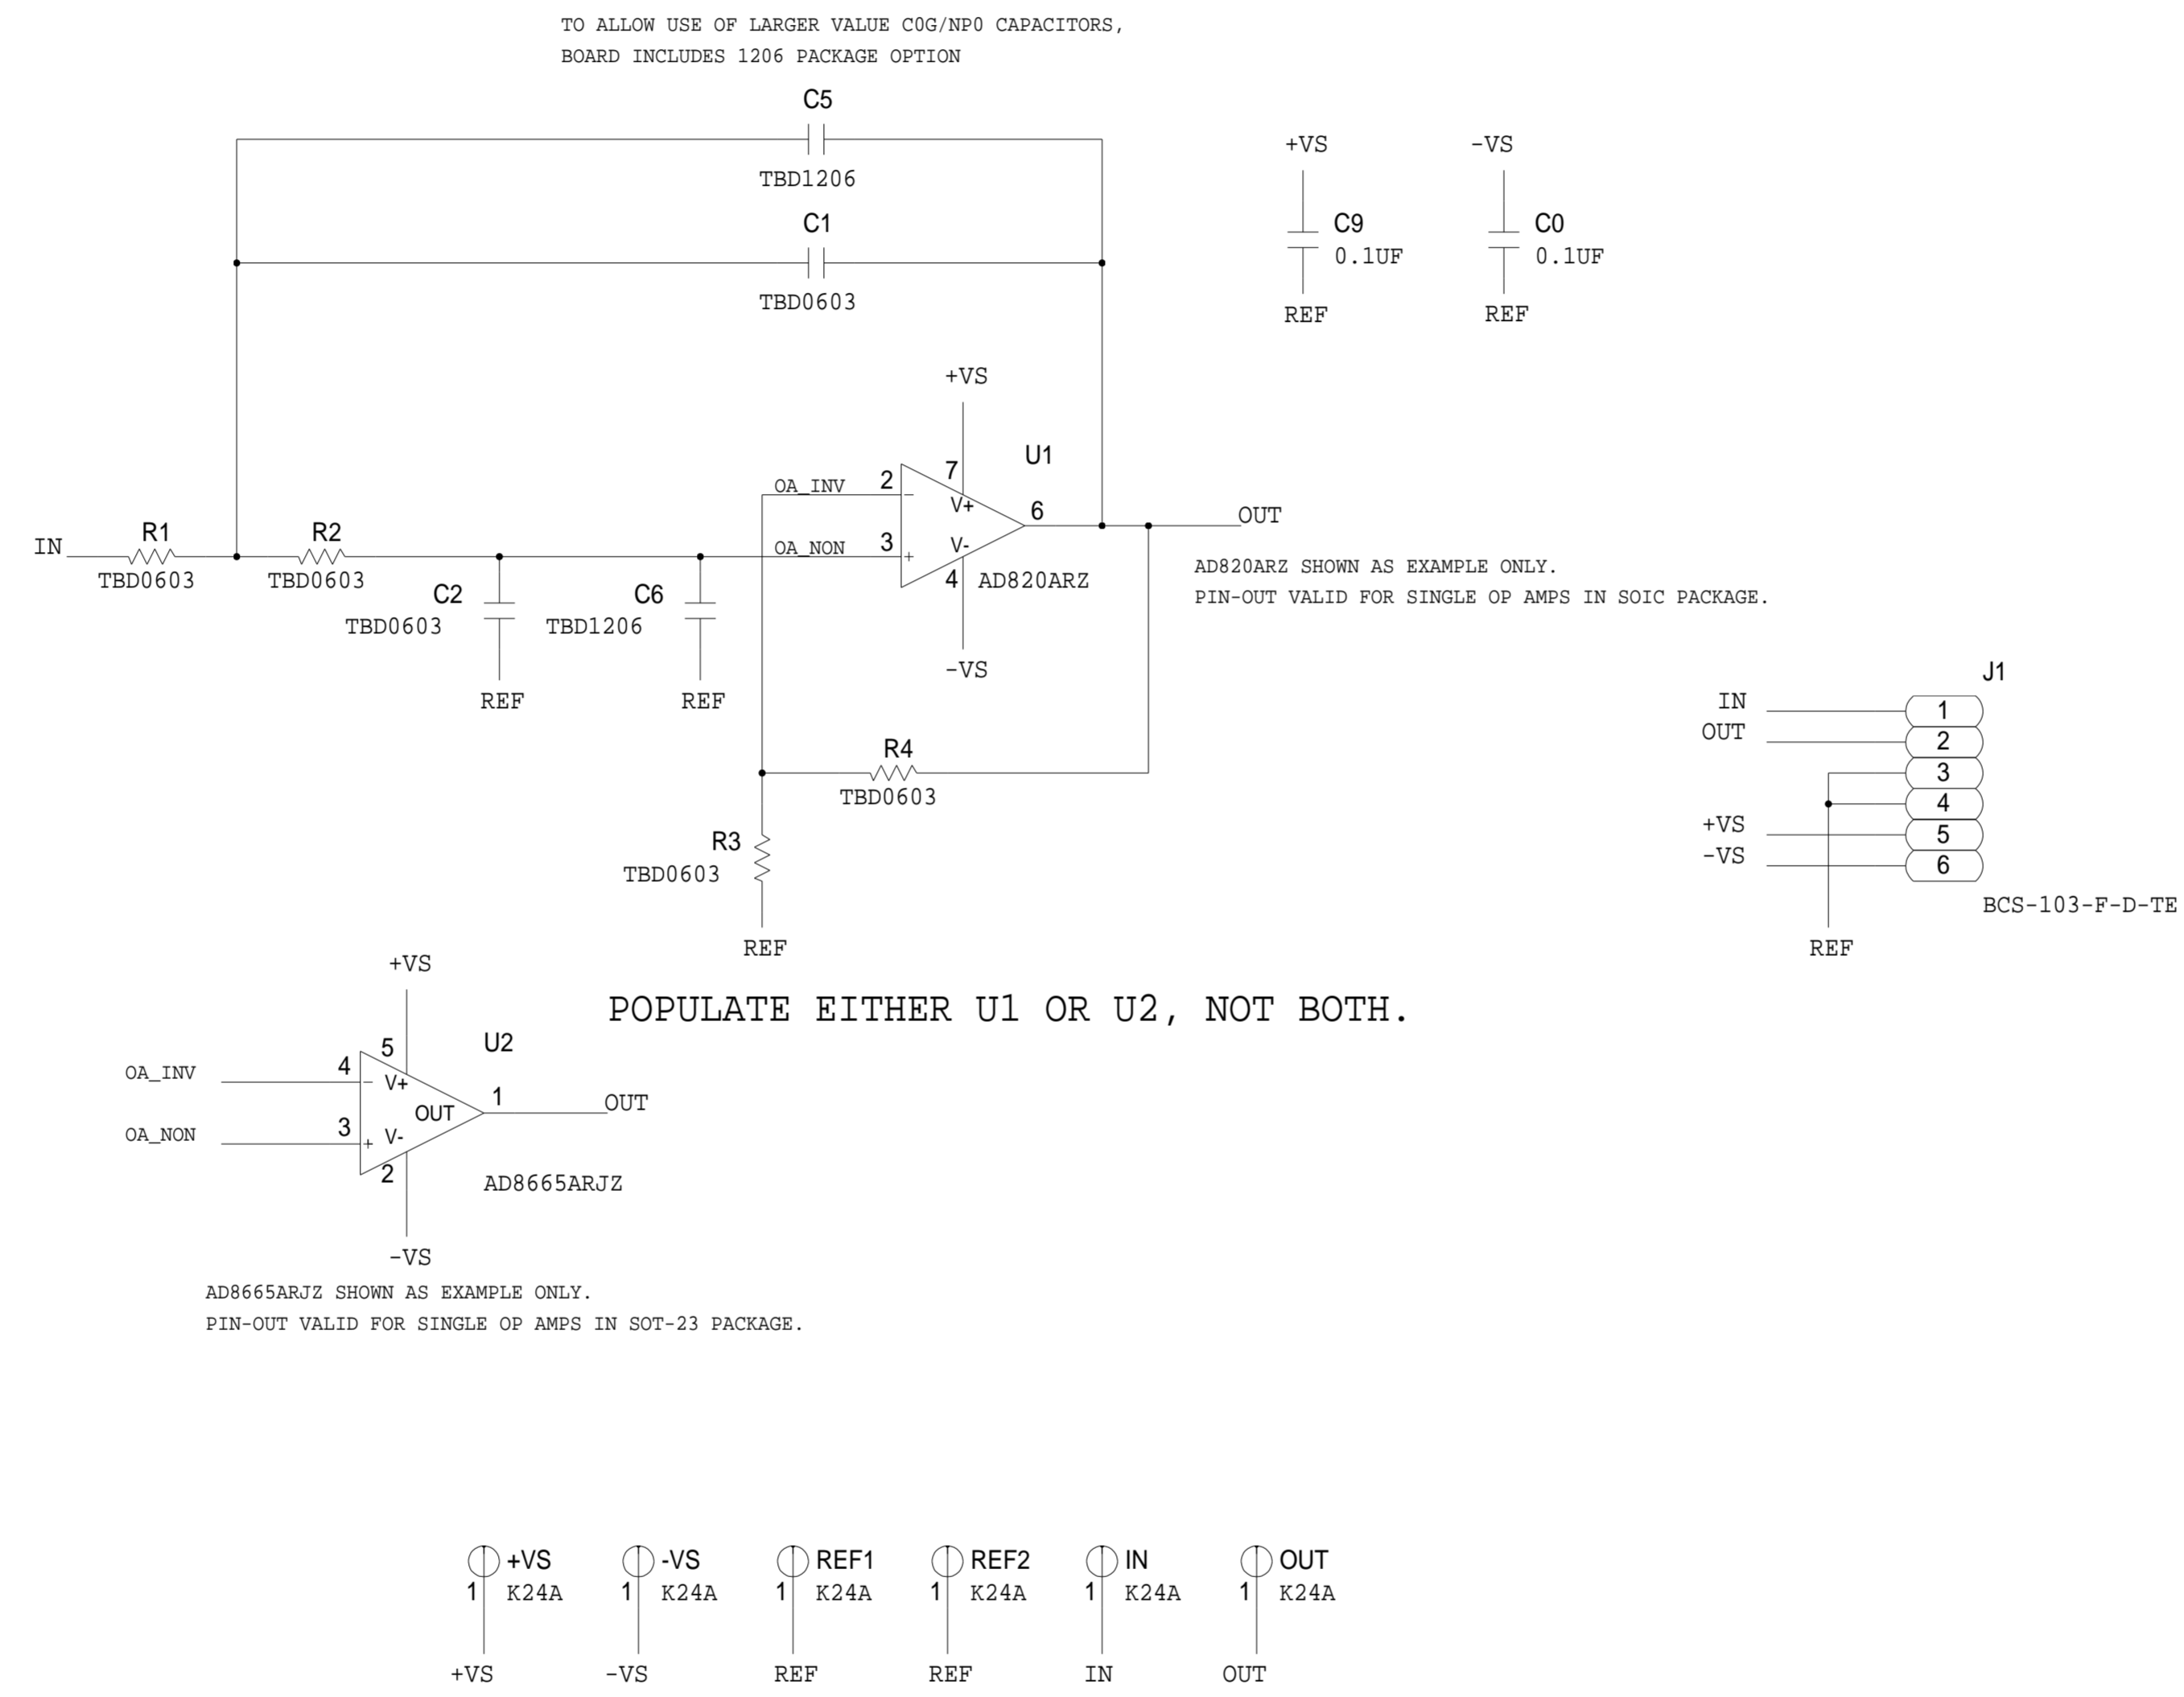 TO ALLOW USE OF LARGER VALUE C0G/NP0 CAPACITORS,
BOARD INCLUDES 1206 PACKAGE OPTION
C5
TBD1206
C1
TBD0603
+VS
C9
0.1UF
REF
-VS
C0
0.1UF
REF
IN
R1
TBD0603
R2
TBD0603
C2
TBD0603
REF
C6
TBD1206
REF
OA_INV
OA_NON
+VS
U1
2
7
V+
−
6
3
+
V-
4
AD820ARZ
-VS
OUT
AD820ARZ SHOWN AS EXAMPLE ONLY.
PIN-OUT VALID FOR SINGLE OP AMPS IN SOIC PACKAGE.
R4
TBD0603
R3
TBD0603
REF
J1
IN
1
OUT
2
3
4
+VS
5
-VS
6
BCS-103-F-D-TE
REF
POPULATE EITHER U1 OR U2, NOT BOTH.
+VS
U2
5
OA_INV
4
−
V+
OUT
1
OUT
OA_NON
3
+
V-
2
AD8665ARJZ
-VS
AD8665ARJZ SHOWN AS EXAMPLE ONLY.
PIN-OUT VALID FOR SINGLE OP AMPS IN SOT-23 PACKAGE.
+VS
1
K24A
+VS
-VS
1
K24A
-VS
REF1
1
K24A
REF
REF2
1
K24A
REF
IN
1
K24A
IN
OUT
1
K24A
OUT